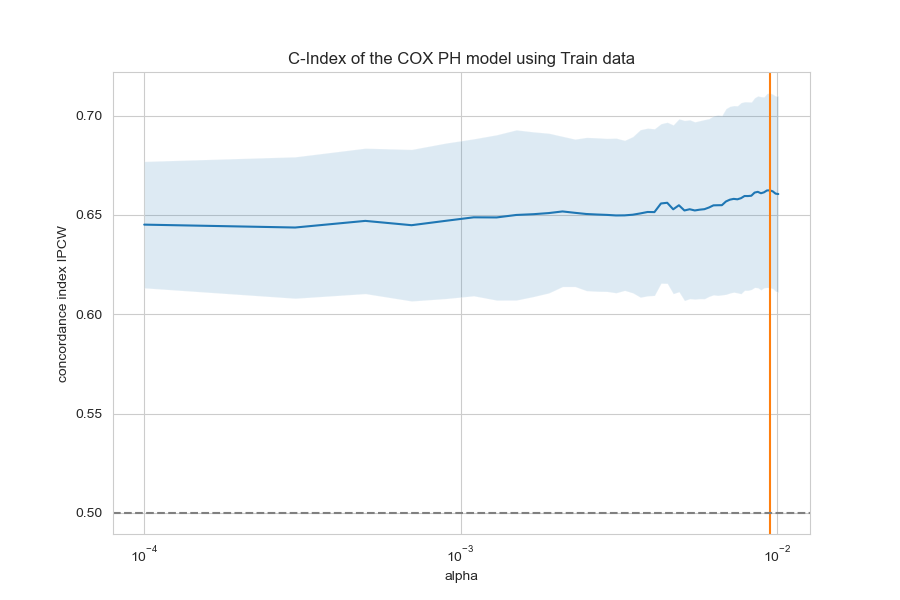 C-Index of the COX PH model using Train data
concordance index IPCW
0.70
0.65
0.60
0.55
0.50
10⁻⁴
10⁻³
10⁻²
alpha